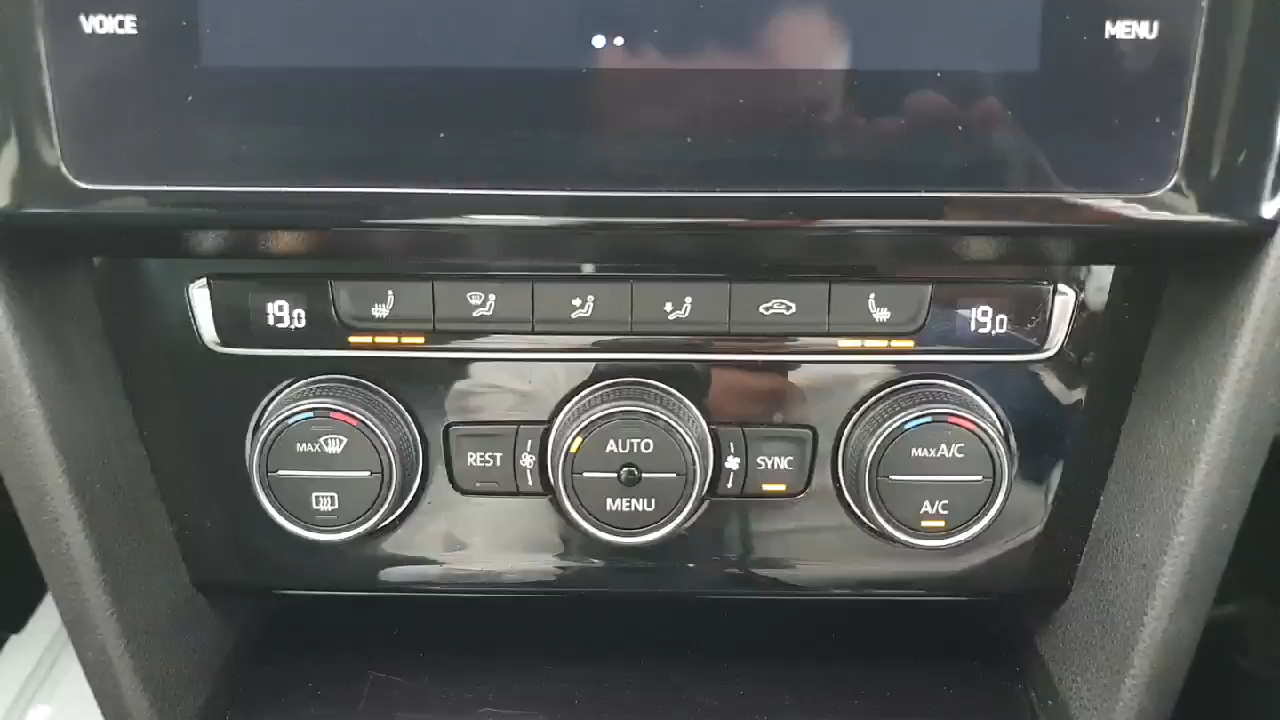 VOICE
MENU
19,0
19,0
MAX
AUTO
REST
SYNC
MENU
MAX A/C
A/C